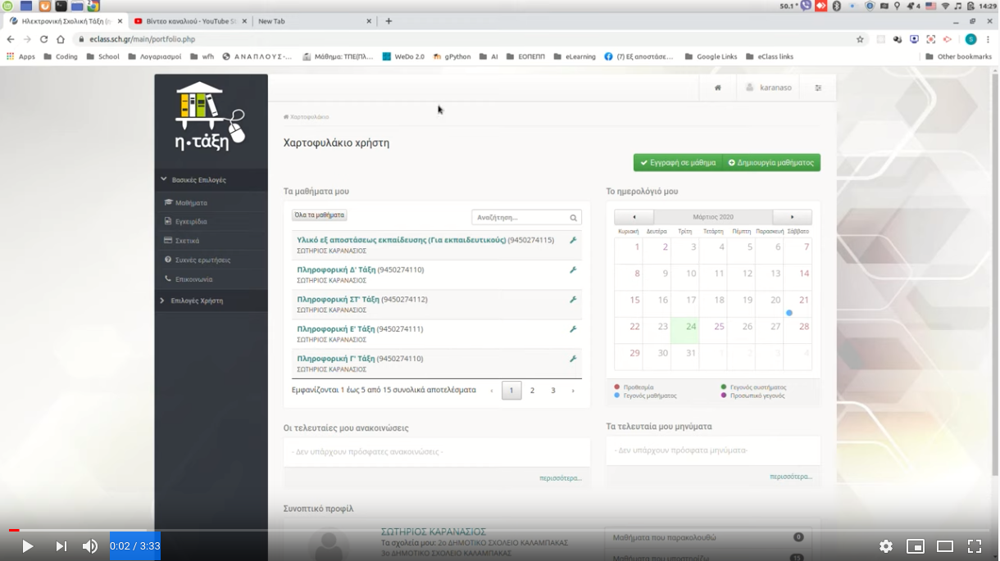 50.1°
4
14:29
Ηλεκτρονική Σχολική Τάξη (η
Βίντεο καναλιού - YouTube St
New Tab
eclass.sch.gr/main/portfolio.php
S
Apps
Coding
School
Λογαριασμοί
wfh
Α Ν Α Π Λ Ο Υ Σ -...
Μάθημα: ΤΠΕ(Πλ...
WeDo 2.0
gPython
AI
ΕΟΠΕΠΠ
eLearning
(7) Εξ αποστάσε...
Google Links
eClass links
Other bookmarks
η·τάξη
karanaso
Χαρτοφυλάκιο
Χαρτοφυλάκιο χρήστη
Εγγραφή σε μάθημα
Δημιουργία μαθήματος
Βασικές Επιλογές
Μαθήματα
Εγχειρίδια
Σχετικά
Συχνές ερωτήσεις
Επικοινωνία
Επιλογές Χρήστη
Τα μαθήματα μου
Όλα τα μαθήματα
Αναζήτηση...
Υλικό εξ αποστάσεως εκπαίδευσης (Για εκπαιδευτικούς) (9450274115)
ΣΩΤΗΡΙΟΣ ΚΑΡΑΝΑΣΙΟΣ
Πληροφορική Δ' Τάξη (9450274110)
ΣΩΤΗΡΙΟΣ ΚΑΡΑΝΑΣΙΟΣ
Πληροφορική ΣΤ' Τάξη (9450274112)
ΣΩΤΗΡΙΟΣ ΚΑΡΑΝΑΣΙΟΣ
Πληροφορική Ε' Τάξη (9450274111)
ΣΩΤΗΡΙΟΣ ΚΑΡΑΝΑΣΙΟΣ
Πληροφορική Γ' Τάξη (9450274110)
ΣΩΤΗΡΙΟΣ ΚΑΡΑΝΑΣΙΟΣ
Εμφανίζονται 1 έως 5 από 15 συνολικά αποτελέσματα ‹ 1 2 3 ›
Το ημερολόγιό μου
Μάρτιος 2020
Κυριακή Δευτέρα Τρίτη Τετάρτη Πέμπτη Παρασκευή Σάββατο
1 2 3 4 5 6 7
8 9 10 11 12 13 14
15 16 17 18 19 20 21
22 23 24 25 26 27 28
29 30 31 1 2 3 4
Προθεσμία
Γεγονός συστήματος
Γεγονός μαθήματος
Προσωπικό γεγονός
Οι τελευταίες μου ανακοινώσεις
- Δεν υπάρχουν πρόσφατες ανακοινώσεις -
περισσότερα...
Τα τελευταία μου μηνύματα
- Δεν υπάρχουν πρόσφατα μηνύματα-
περισσότερα...
Συνοπτικό προφίλ
ΣΩΤΗΡΙΟΣ ΚΑΡΑΝΑΣΙΟΣ
Τα σχολεία μου: 2ο ΔΗΜΟΤΙΚΟ ΣΧΟΛΕΙΟ ΚΑΛΑΜΠΑΚΑΣ
3ο ΔΗΜΟΤΙΚΟ ΣΧΟΛΕΙΟ ΚΑΛΑΜΠΑΚΑΣ
Μαθήματα που παρακολουθώ 0
Μαθήματα που υποστηρίζω 15
0:02 / 3:33